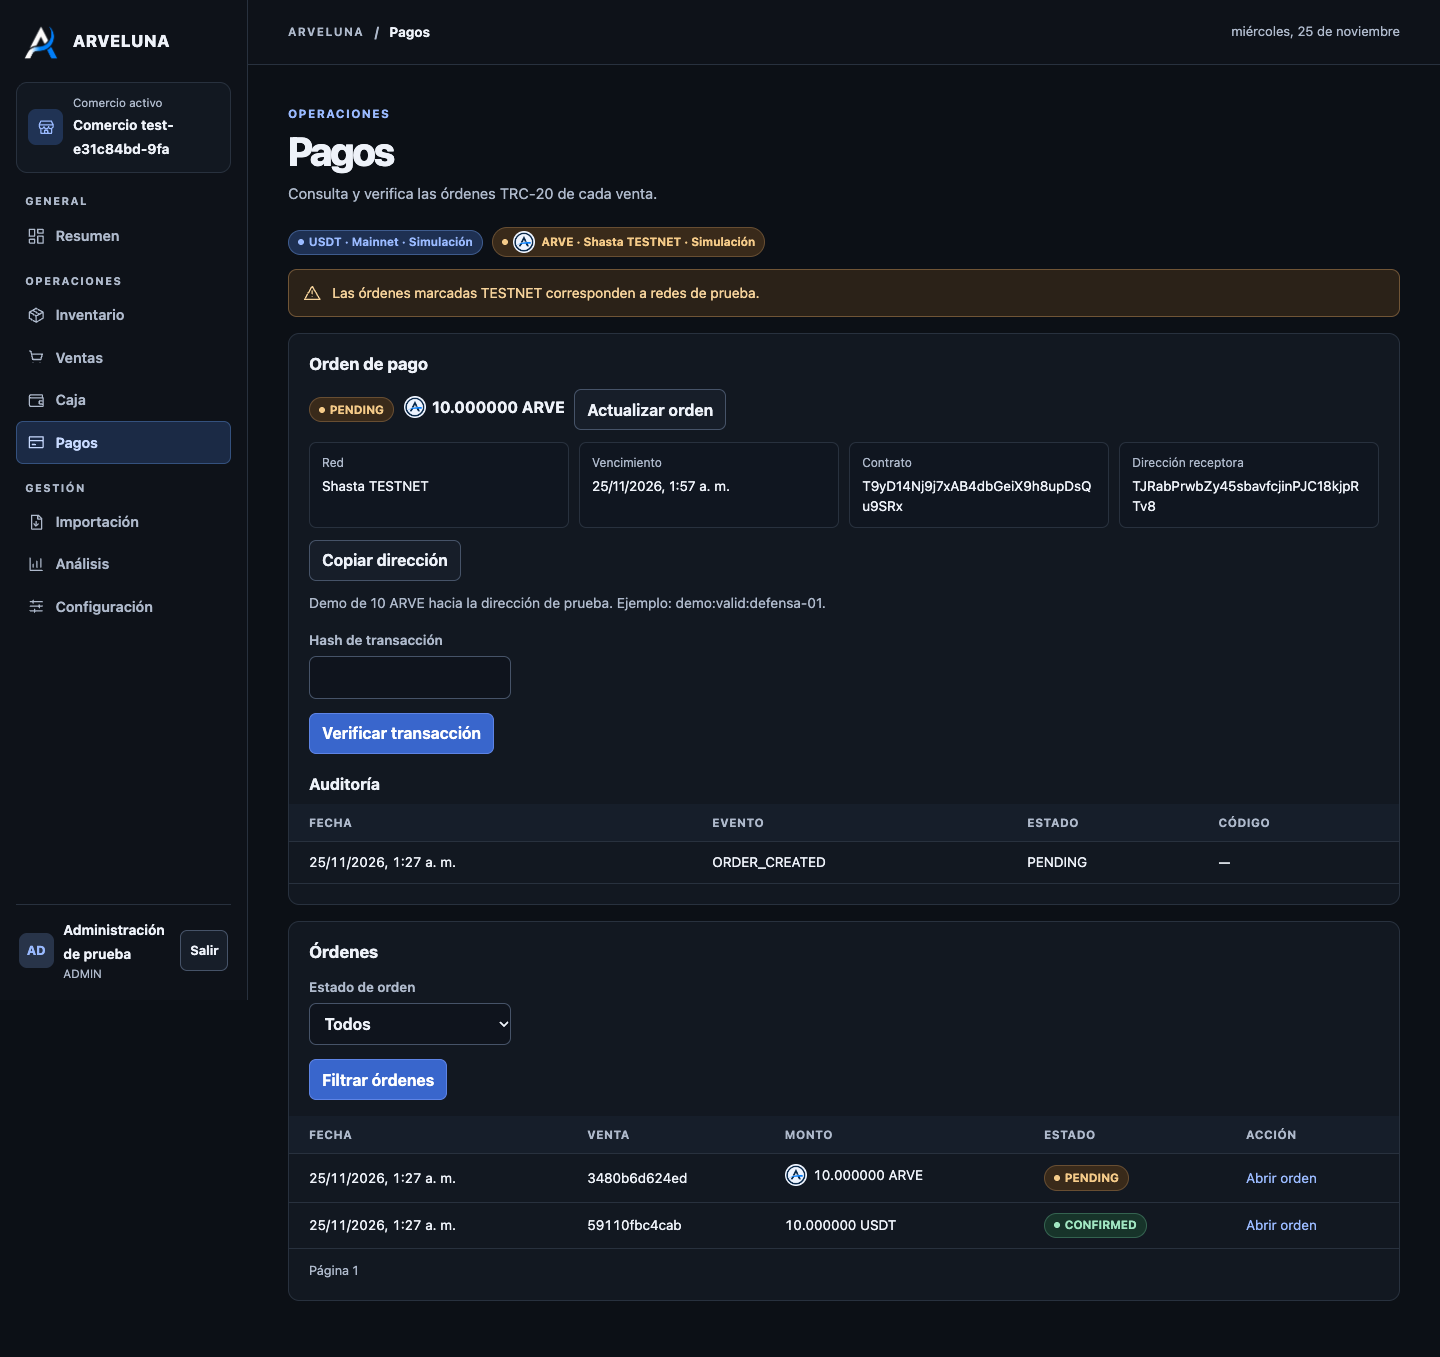 ARVELUNA
Comercio activo
Comercio test-
e31c84bd-9fa
GENERAL
Resumen
OPERACIONES
Inventario
Ventas
Caja
Pagos
GESTIÓN
Importación
Análisis
Configuración
AD
Administración
de prueba
ADMIN
Salir
ARVELUNA / Pagos
miércoles, 25 de noviembre
OPERACIONES
Pagos
Consulta y verifica las órdenes TRC-20 de cada venta.
USDT · Mainnet · Simulación
ARVE · Shasta TESTNET · Simulación
Las órdenes marcadas TESTNET corresponden a redes de prueba.
Orden de pago
PENDING
10.000000 ARVE
Actualizar orden
Red
Shasta TESTNET
Vencimiento
25/11/2026, 1:57 a. m.
Contrato
T9yD14Nj9j7xAB4dbGeiX9h8upDsQ
u9SRx
Dirección receptora
TJRabPrwbZy45sbavfcjinPJC18kjpR
Tv8
Copiar dirección
Demo de 10 ARVE hacia la dirección de prueba. Ejemplo: demo:valid:defensa-01.
Hash de transacción
Verificar transacción
Auditoría
FECHA EVENTO ESTADO CÓDIGO
25/11/2026, 1:27 a. m. ORDER_CREATED PENDING —
Órdenes
Estado de orden
Todos
Filtrar órdenes
FECHA VENTA MONTO ESTADO ACCIÓN
25/11/2026, 1:27 a. m. 3480b6d624ed 10.000000 ARVE PENDING Abrir orden
25/11/2026, 1:27 a. m. 59110fbc4cab 10.000000 USDT CONFIRMED Abrir orden
Página 1